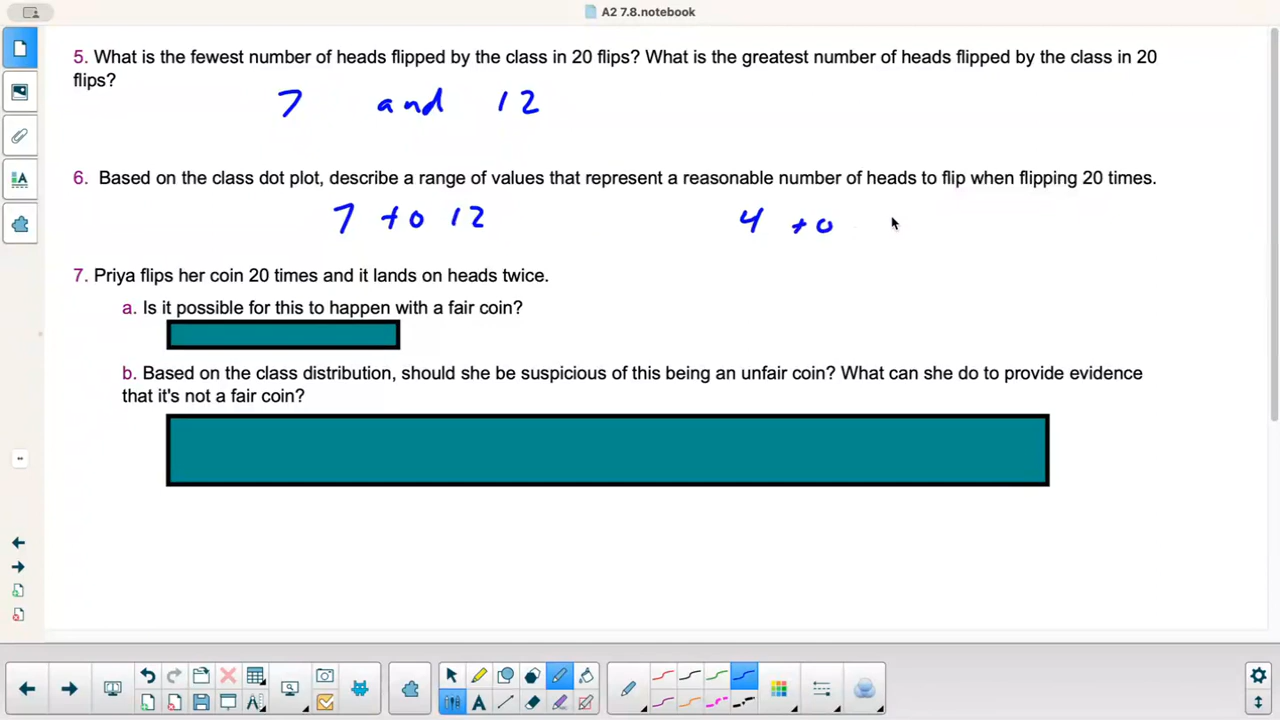 A2 7.8.notebook
5. What is the fewest number of heads flipped by the class in 20 flips? What is the greatest number of heads flipped by the class in 20
flips?
7 and 12
6. Based on the class dot plot, describe a range of values that represent a reasonable number of heads to flip when flipping 20 times.
7 to 12 4 to
7. Priya flips her coin 20 times and it lands on heads twice.
a. Is it possible for this to happen with a fair coin?
b. Based on the class distribution, should she be suspicious of this being an unfair coin? What can she do to provide evidence
that it's not a fair coin?